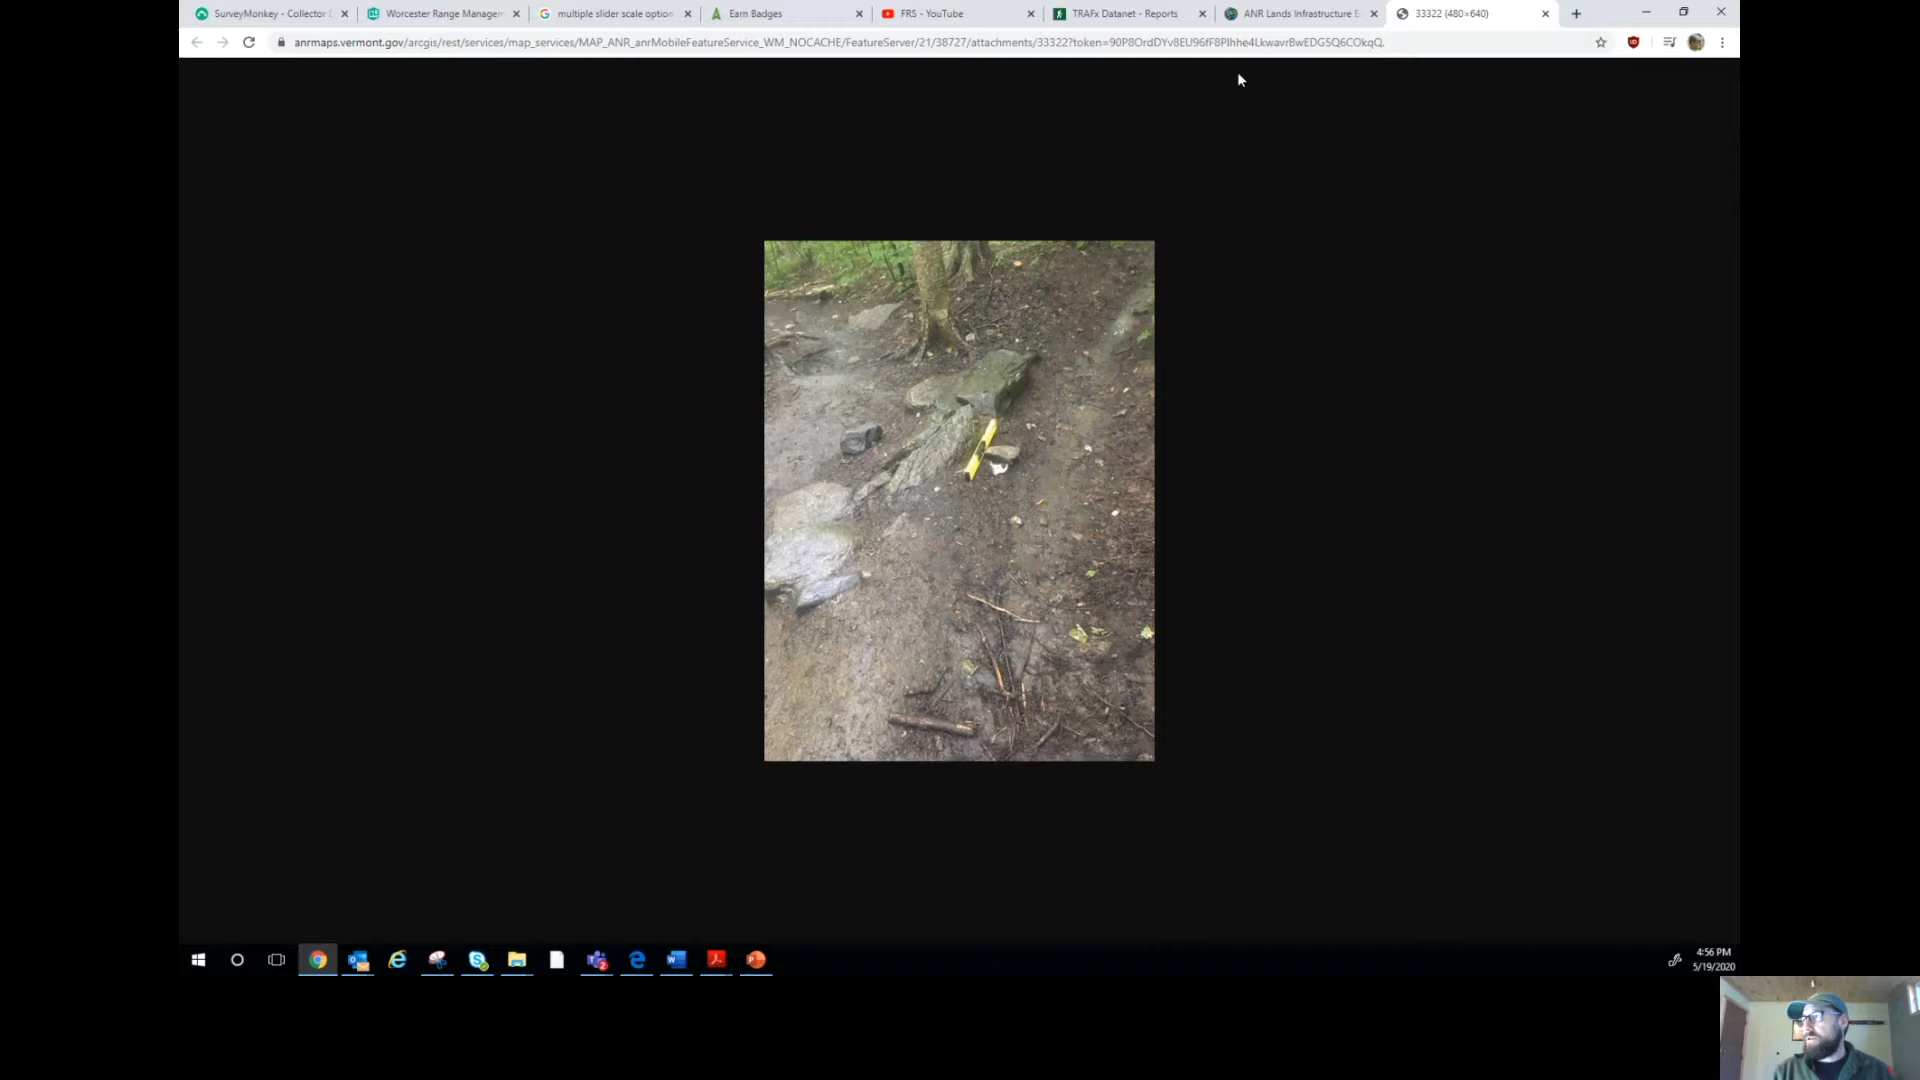 SurveyMonkey - Collector
Worcester Range Managem
multiple slider scale option
Earn Badges
FRS - YouTube
TRAFx Datanet - Reports
ANR Lands Infrastructure E
33322 (480×640)
anrmaps.vermont.gov/arcgis/rest/services/map_services/MAP_ANR_anrMobileFeatureService_WM_NOCACHE/FeatureServer/21/38727/attachments/33322?token=90P8OrdDYv8EU96fF8PIhhe4LkwavrBwEDG5Q6COkqQ.
4:56 PM
5/19/2020